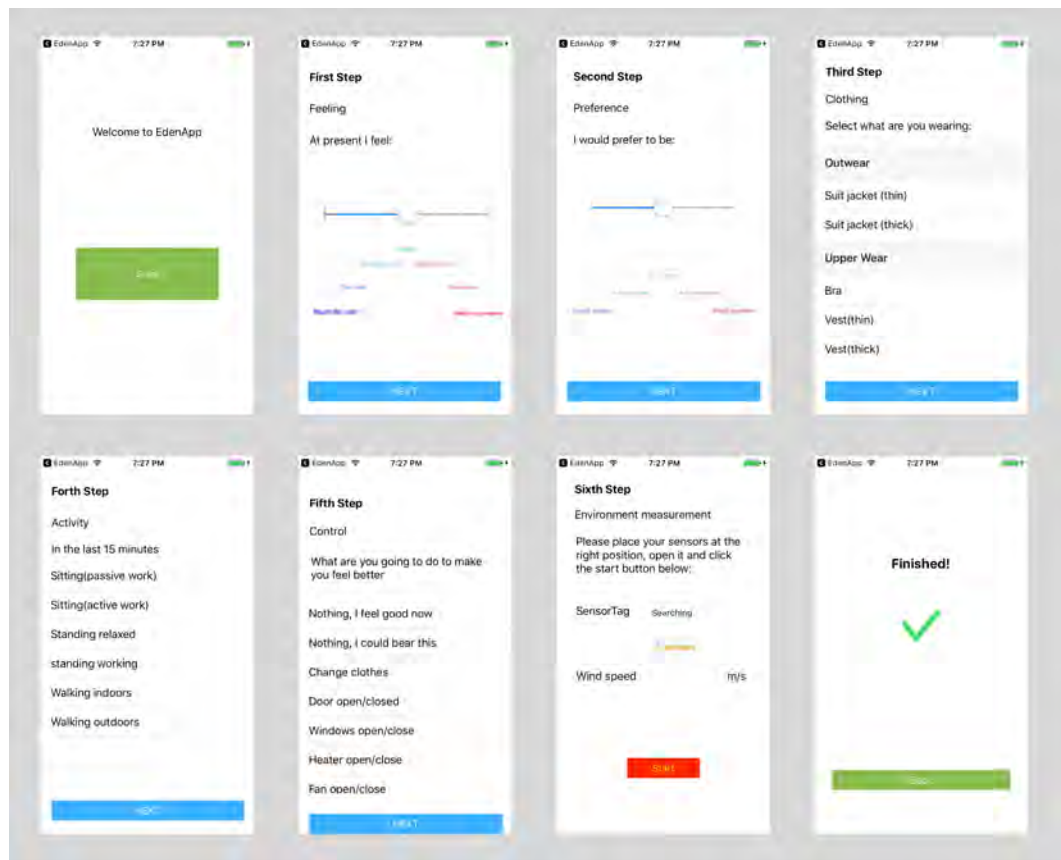 EdenApp 7:27 PM
Welcome to EdenApp
EdenApp 7:27 PM
First Step
Feeling
At present i feel:
NEXT
EdenApp 7:27 PM
Second Step
Preference
I would prefer to be:
NEXT
EdenApp 7:27 PM
Third Step
Clothing
Select what are you wearing:
Outwear
Suit jacket (thin)
Suit jacket (thick)
Upper Wear
Bra
Vest(thin)
Vest(thick)
NEXT
EdenApp 7:27 PM
Forth Step
Activity
In the last 15 minutes
Sitting(passive work)
Sitting(active work)
Standing relaxed
standing working
Walking indoors
Walking outdoors
NEXT
EdenApp 7:27 PM
Fifth Step
Control
What are you going to do to make
you feel better
Nothing, I feel good now
Nothing, i could bear this
Change clothes
Door open/closed
Windows open/close
Heater open/close
Fan open/close
NEXT
EdenApp 7:27 PM
Sixth Step
Environment measurement
Please place your sensors at the
right position, open it and click
the start button below:
SensorTag Searching
Wind speed m/s
START
EdenApp 7:27 PM
Finished!